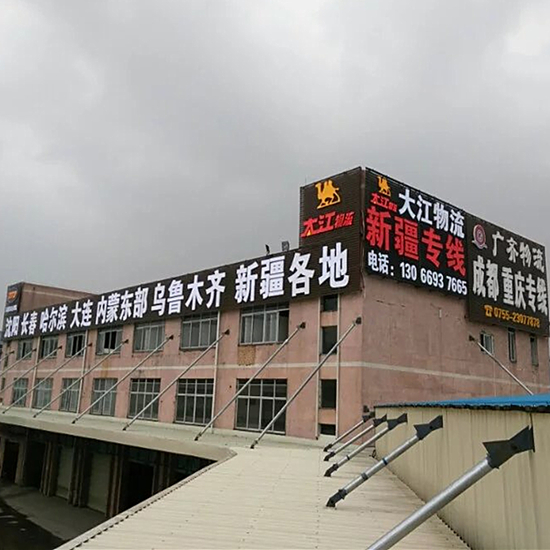 沈阳 长春 哈尔滨 大连 内蒙东部 乌鲁木齐 新疆各地
大江物流
大江物流
新疆专线
电话：130 6693 7665
广齐物流
成都 重庆专线
☎0755-23077878